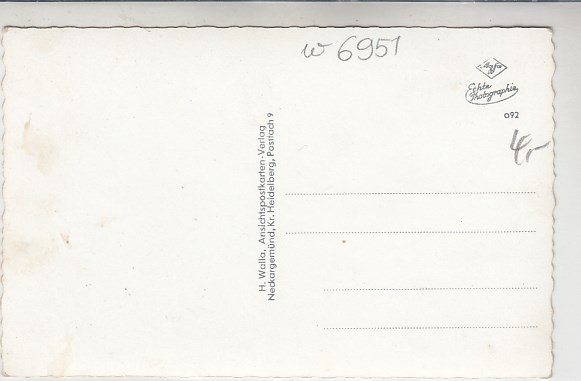 w 6951
Agfa
Echte
Photographie
092
4,-
H. Walla, Ansichtspostkarten-Verlag
Neckargemünd, Kr. Heidelberg, Postfach 9